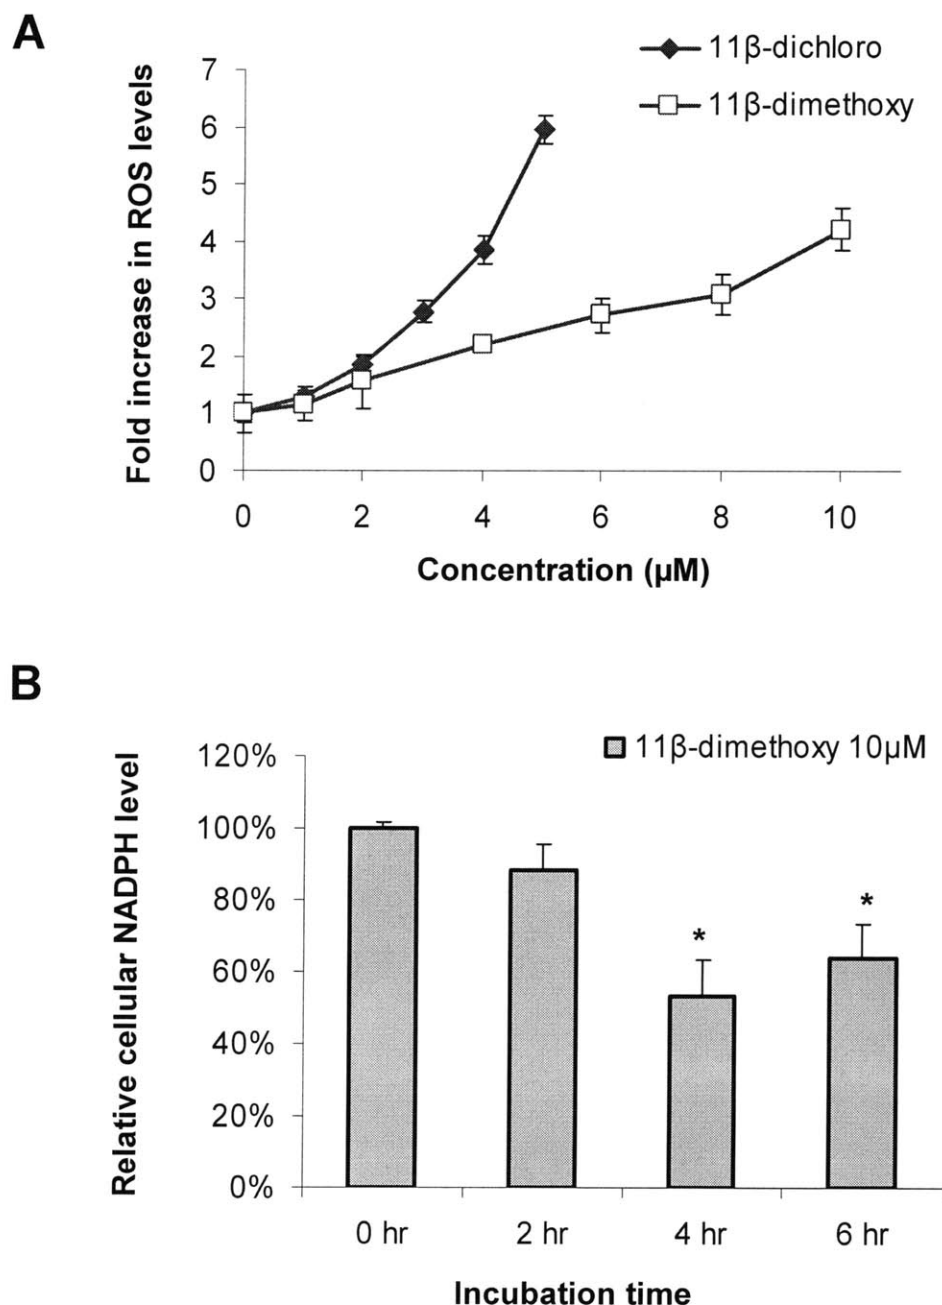 A
11β-dichloro
11β-dimethoxy
Fold increase in ROS levels
7
6
5
4
3
2
1
0
0 2 4 6 8 10
Concentration (µM)
B
11β-dimethoxy 10µM
Relative cellular NADPH level
120%
100%
80%
60%
40%
20%
0%
*
*
0 hr 2 hr 4 hr 6 hr
Incubation time